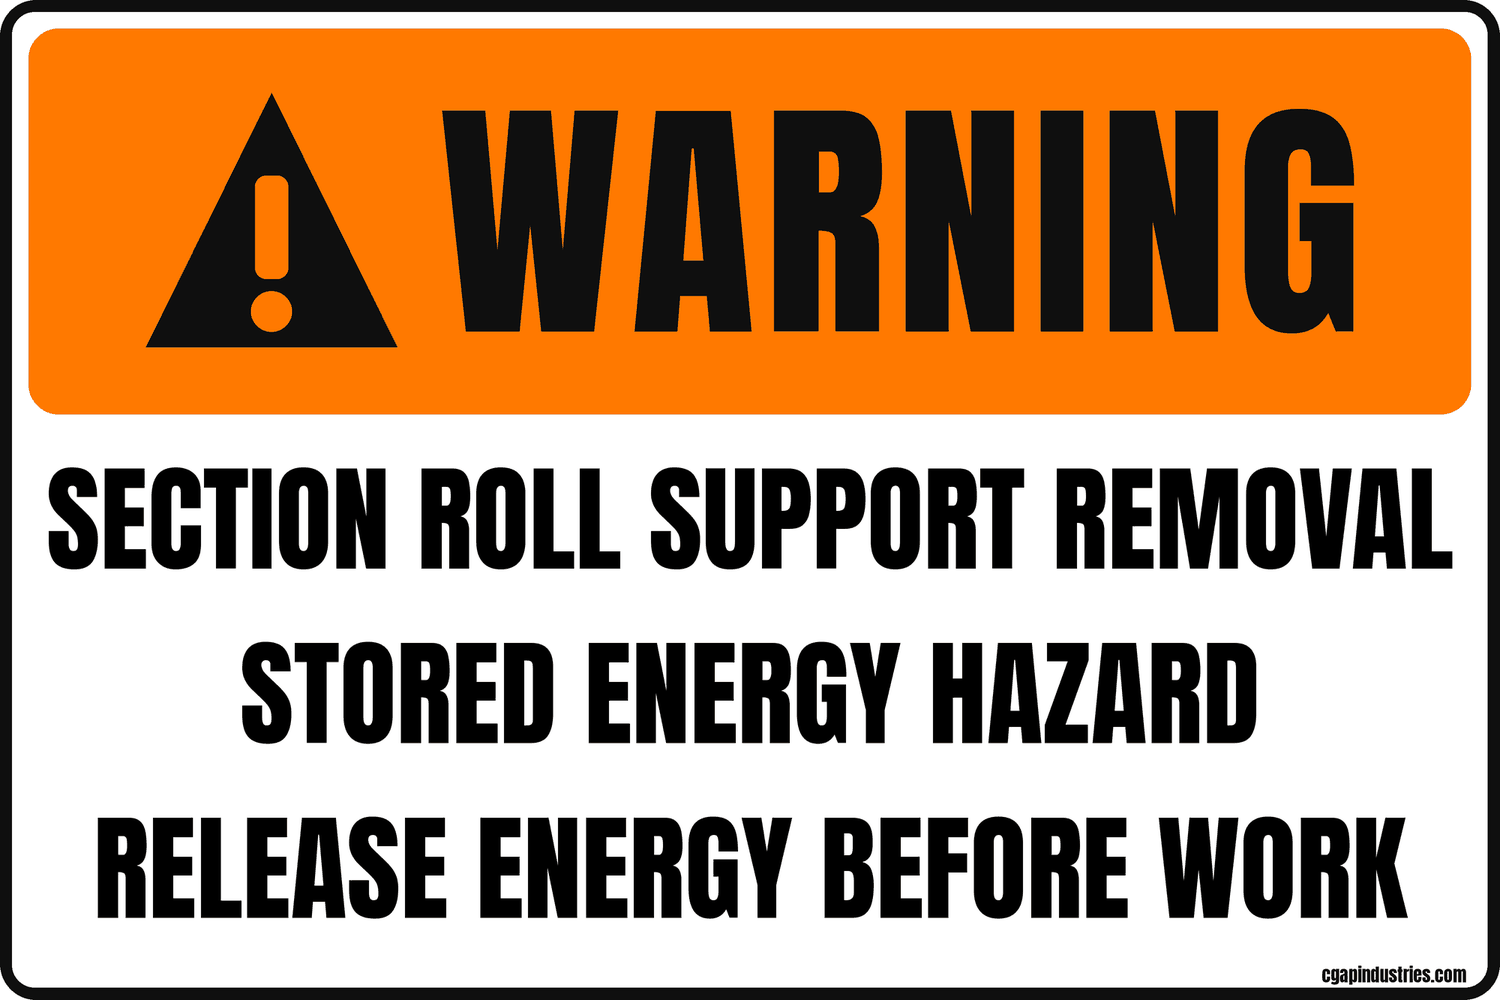 WARNING
SECTION ROLL SUPPORT REMOVAL
STORED ENERGY HAZARD
RELEASE ENERGY BEFORE WORK
cgapindustries.com